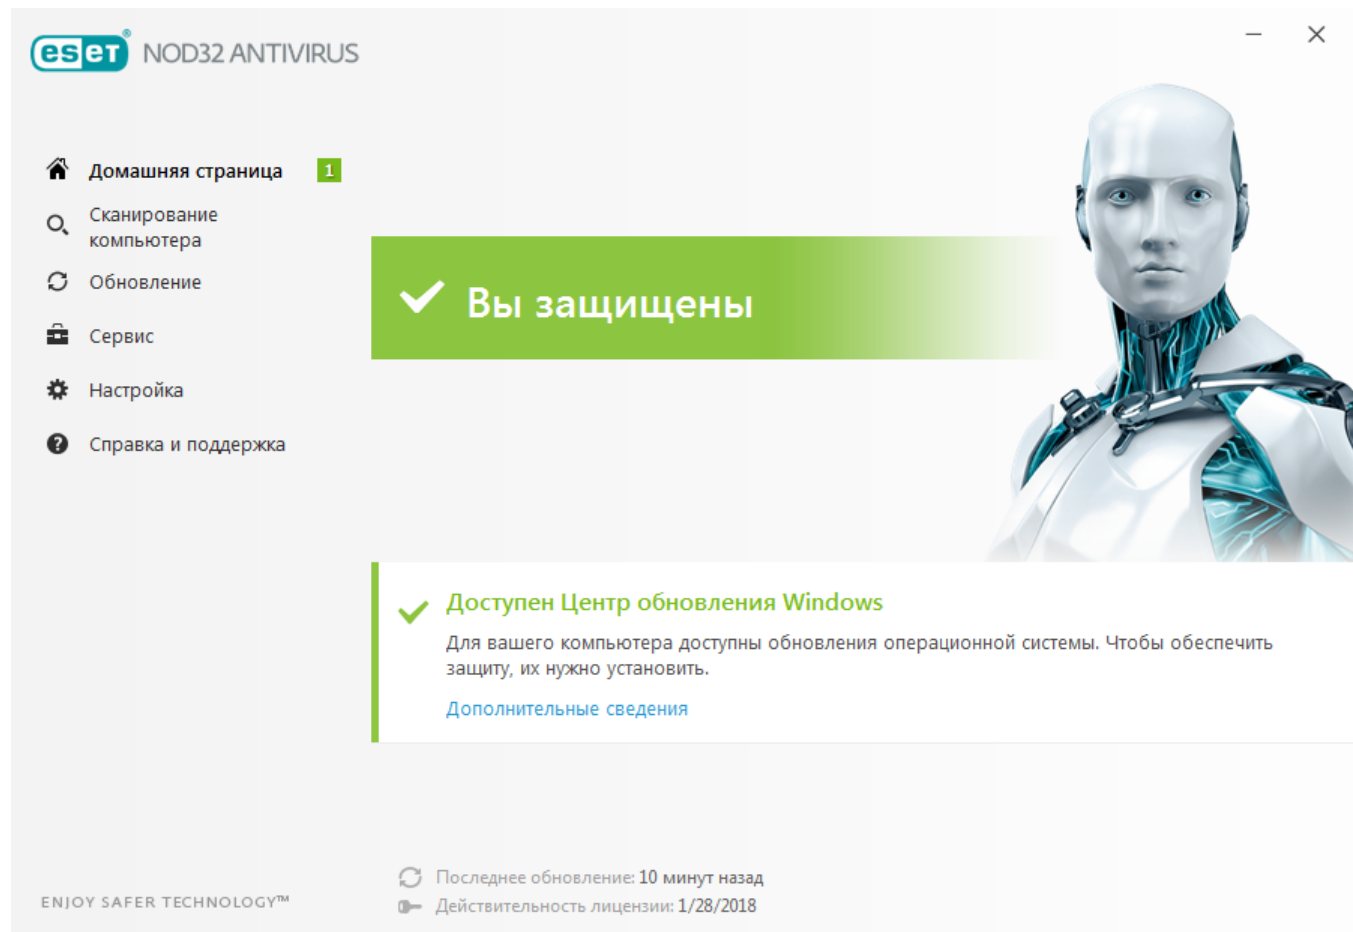 eset® NOD32 ANTIVIRUS
Домашняя страница 1
Сканирование
компьютера
Обновление
Сервис
Настройка
Справка и поддержка
Вы защищены
Доступен Центр обновления Windows
Для вашего компьютера доступны обновления операционной системы. Чтобы обеспечить
защиту, их нужно установить.
Дополнительные сведения
Последнее обновление: 10 минут назад
Действительность лицензии: 1/28/2018
ENJOY SAFER TECHNOLOGY™